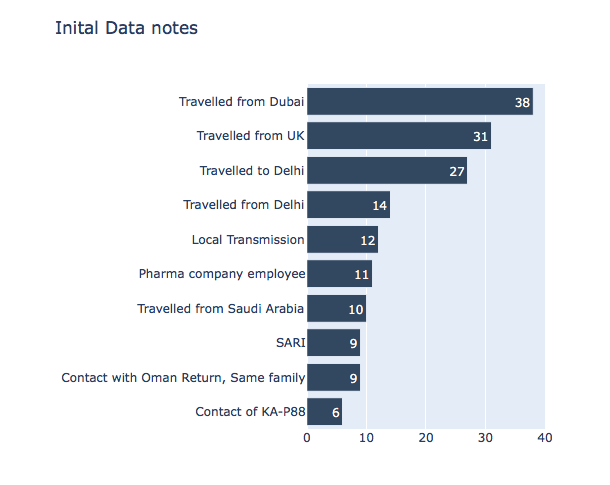 Inital Data notes
Travelled from Dubai 38
Travelled from UK 31
Travelled to Delhi 27
Travelled from Delhi 14
Local Transmission 12
Pharma company employee 11
Travelled from Saudi Arabia 10
SARI 9
Contact with Oman Return, Same family 9
Contact of KA-P88 6
0 10 20 30 40